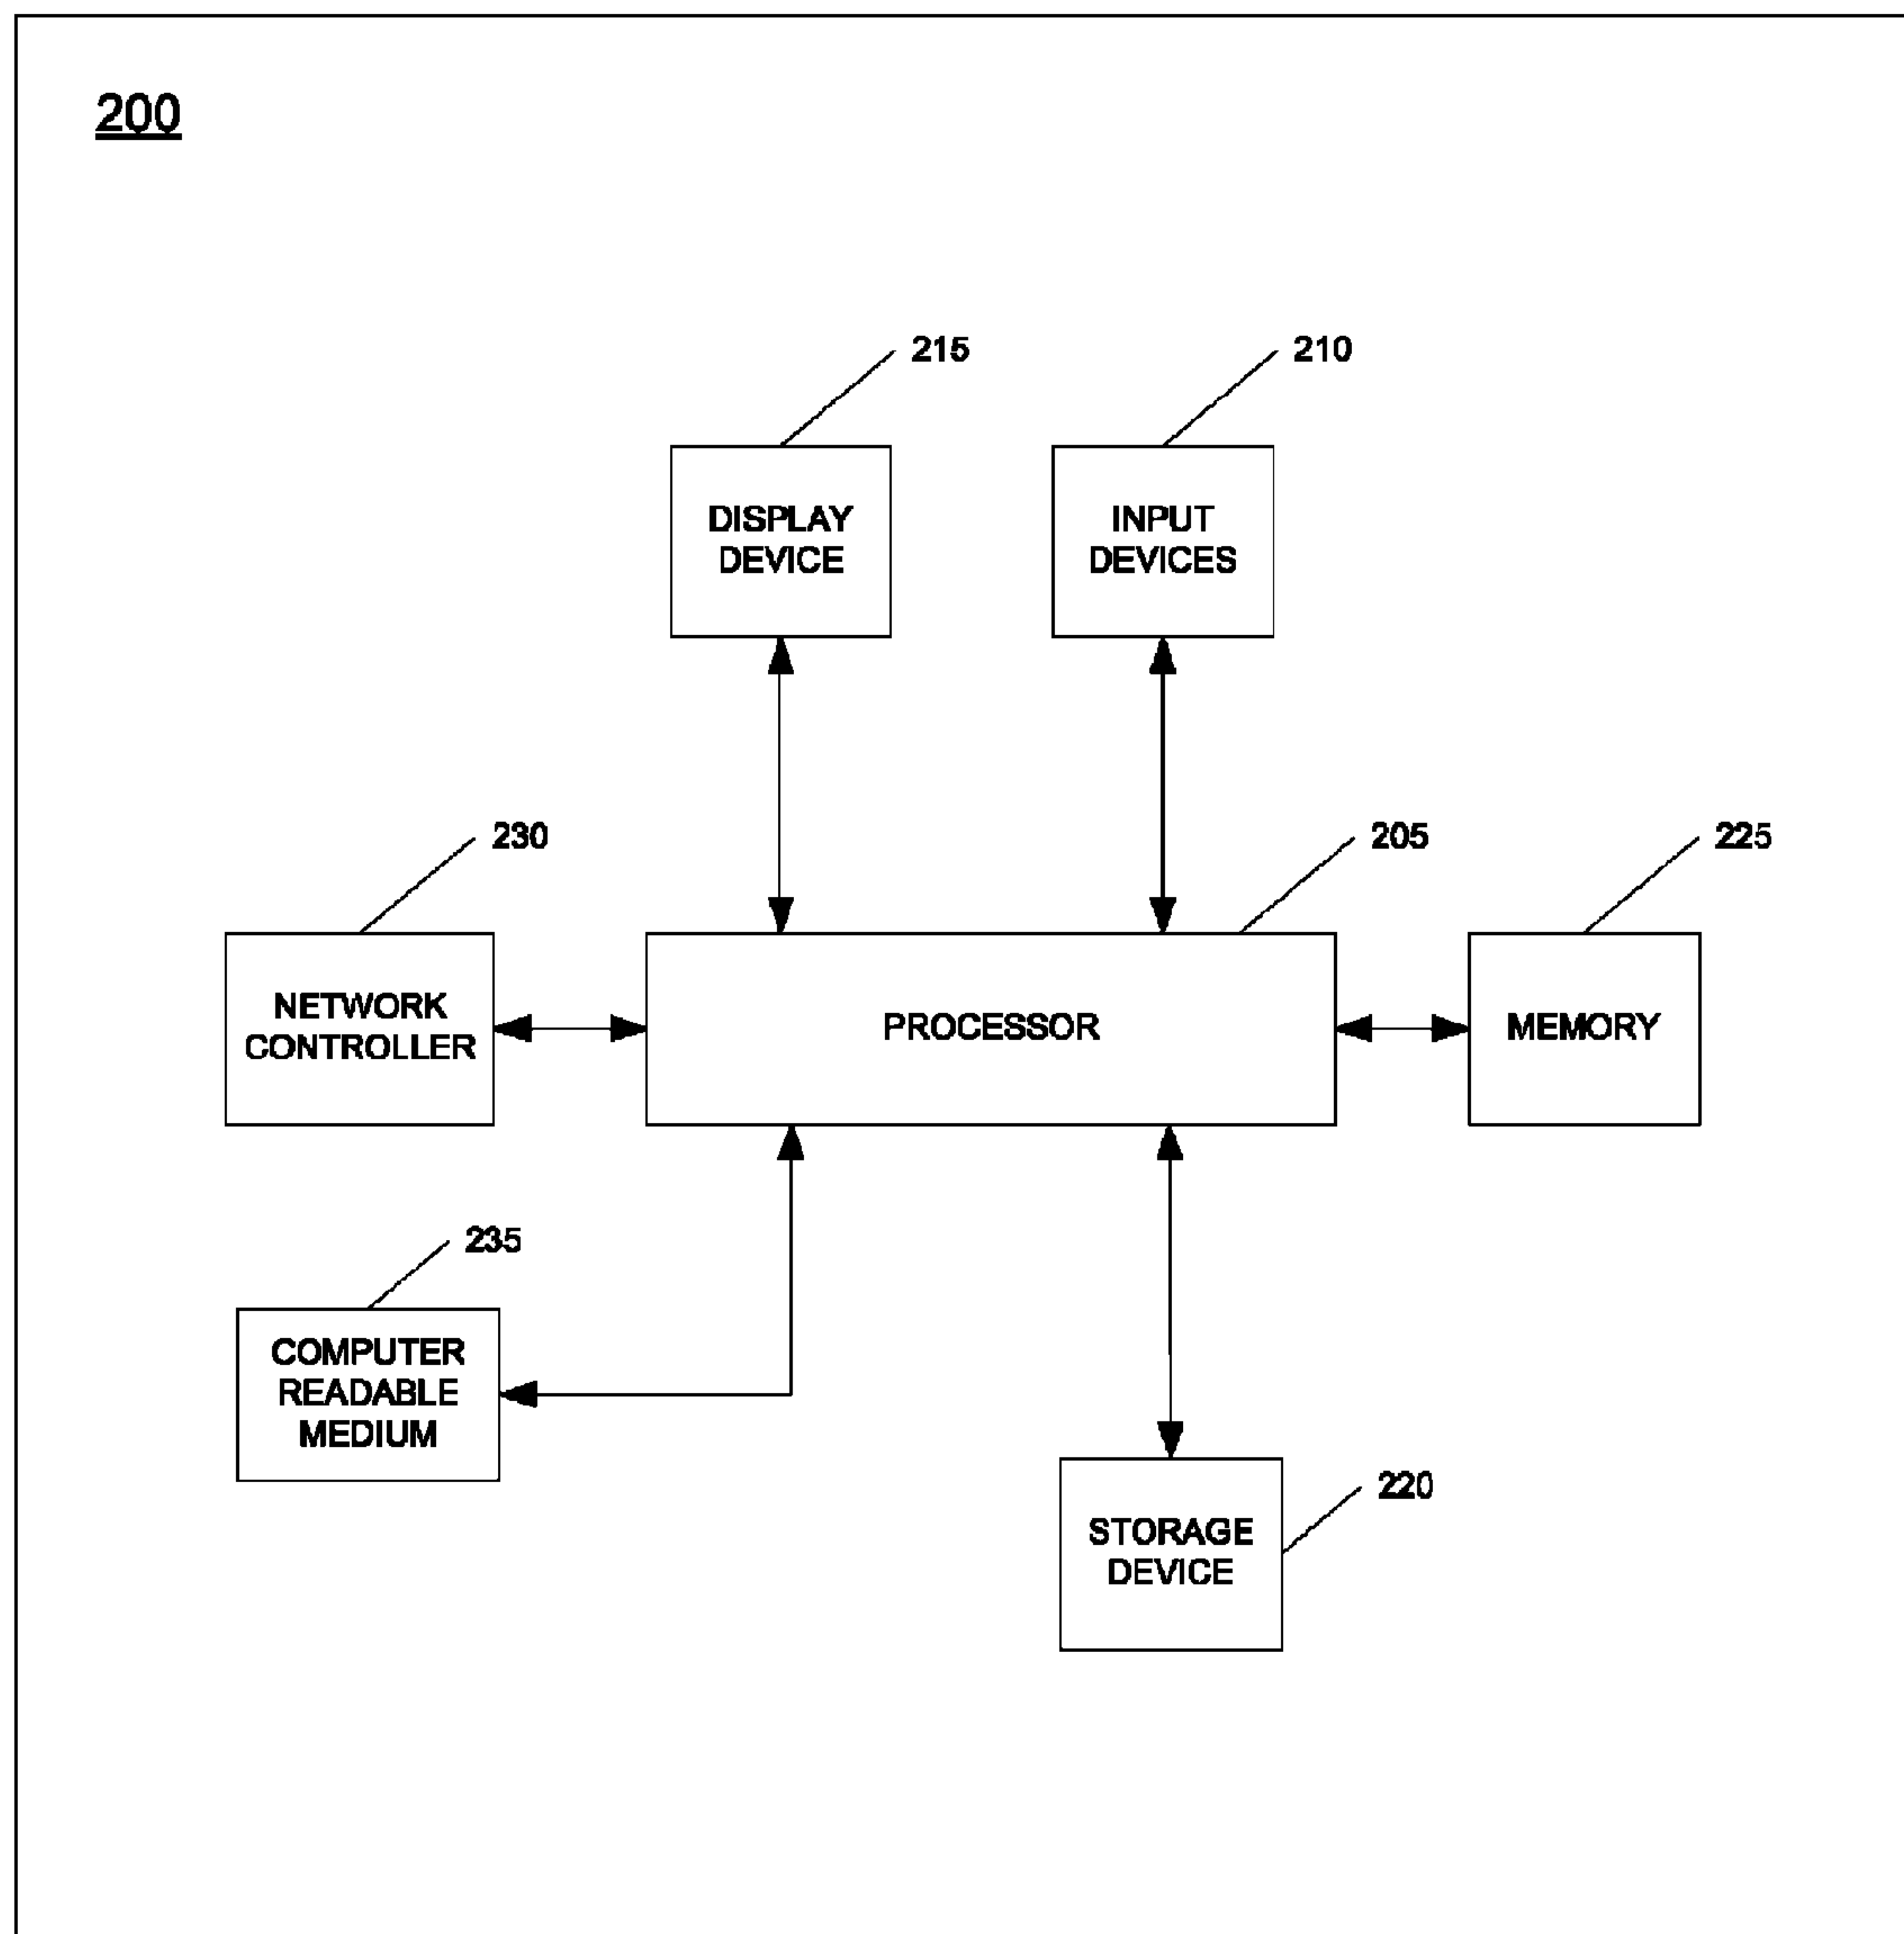 200
215
210
DISPLAY
DEVICE
INPUT
DEVICES
230
205
225
NETWORK
CONTROLLER
PROCESSOR
MEMORY
235
COMPUTER
READABLE
MEDIUM
220
STORAGE
DEVICE